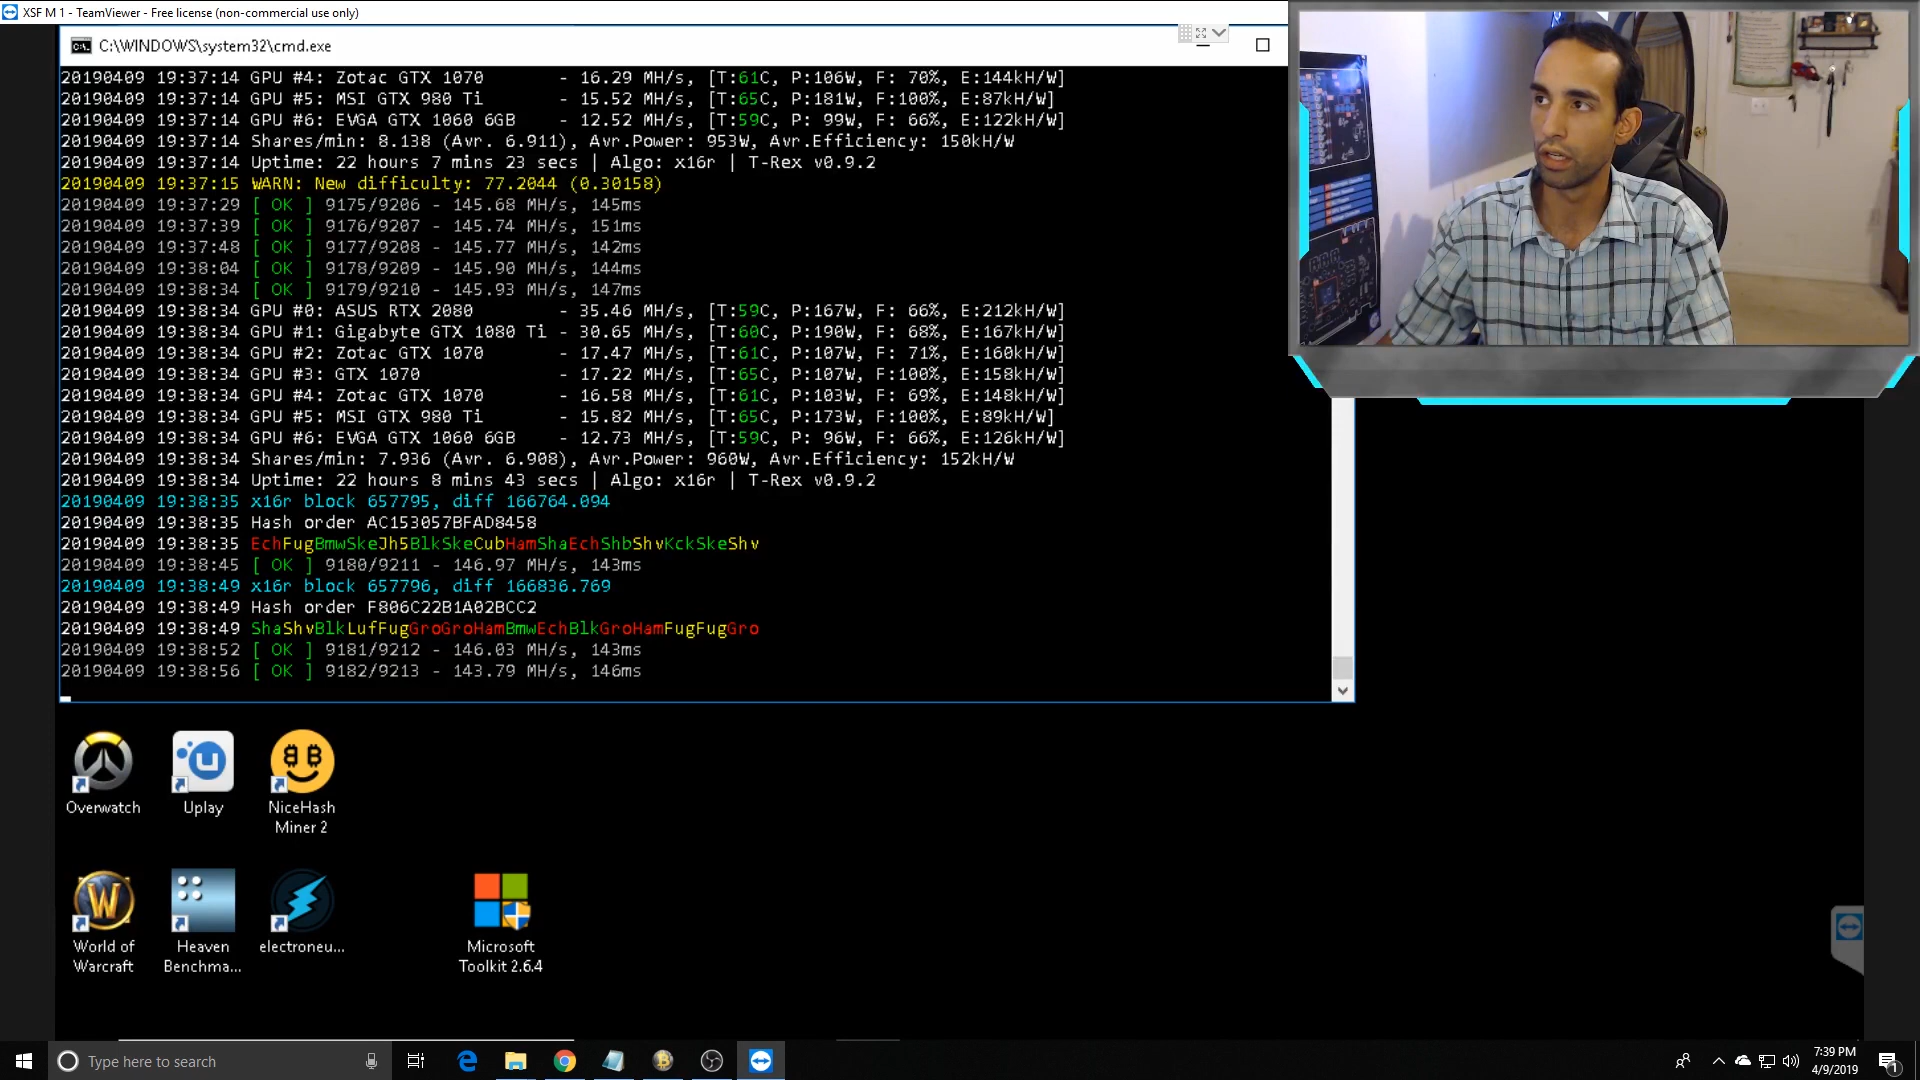 XSF M 1 - TeamViewer - Free license (non-commercial use only)
C:\WINDOWS\system32\cmd.exe
20190409 19:37:14 GPU #4: Zotac GTX 1070 - 16.29 MH/s, [T:61C, P:106W, F: 70%, E:144kH/W]
20190409 19:37:14 GPU #5: MSI GTX 980 Ti - 15.52 MH/s, [T:65C, P:181W, F:100%, E:87kH/W]
20190409 19:37:14 GPU #6: EVGA GTX 1060 6GB - 12.52 MH/s, [T:59C, P: 99W, F: 66%, E:122kH/W]
20190409 19:37:14 Shares/min: 8.138 (Avr. 6.911), Avr.Power: 953W, Avr.Efficiency: 150kH/W
20190409 19:37:14 Uptime: 22 hours 7 mins 23 secs | Algo: x16r | T-Rex v0.9.2
20190409 19:37:15 WARN: New difficulty: 77.2044 (0.30158)
20190409 19:37:29 [ OK ] 9175/9206 - 145.68 MH/s, 145ms
20190409 19:37:39 [ OK ] 9176/9207 - 145.74 MH/s, 151ms
20190409 19:37:48 [ OK ] 9177/9208 - 145.77 MH/s, 142ms
20190409 19:38:04 [ OK ] 9178/9209 - 145.90 MH/s, 144ms
20190409 19:38:34 [ OK ] 9179/9210 - 145.93 MH/s, 147ms
20190409 19:38:34 GPU #0: ASUS RTX 2080 - 35.46 MH/s, [T:59C, P:167W, F: 66%, E:212kH/W]
20190409 19:38:34 GPU #1: Gigabyte GTX 1080 Ti - 30.65 MH/s, [T:60C, P:190W, F: 68%, E:167kH/W]
20190409 19:38:34 GPU #2: Zotac GTX 1070 - 17.47 MH/s, [T:61C, P:107W, F: 71%, E:160kH/W]
20190409 19:38:34 GPU #3: GTX 1070 - 17.22 MH/s, [T:65C, P:107W, F:100%, E:158kH/W]
20190409 19:38:34 GPU #4: Zotac GTX 1070 - 16.58 MH/s, [T:61C, P:103W, F: 69%, E:148kH/W]
20190409 19:38:34 GPU #5: MSI GTX 980 Ti - 15.82 MH/s, [T:65C, P:173W, F:100%, E:89kH/W]
20190409 19:38:34 GPU #6: EVGA GTX 1060 6GB - 12.73 MH/s, [T:59C, P: 96W, F: 66%, E:126kH/W]
20190409 19:38:34 Shares/min: 7.936 (Avr. 6.908), Avr.Power: 960W, Avr.Efficiency: 152kH/W
20190409 19:38:34 Uptime: 22 hours 8 mins 43 secs | Algo: x16r | T-Rex v0.9.2
20190409 19:38:35 x16r block 657795, diff 166764.094
20190409 19:38:35 Hash order AC153057BFAD8458
20190409 19:38:35 EchFugBmwSkeJh5BlkSkeCubHamShaEchShbShvKckSkeShv
20190409 19:38:45 [ OK ] 9180/9211 - 146.97 MH/s, 143ms
20190409 19:38:49 x16r block 657796, diff 166836.769
20190409 19:38:49 Hash order F806C22B1A02BCC2
20190409 19:38:49 ShaShvBlkLufFugGroGroHamBmwEchBlkGroHamFugFugGro
20190409 19:38:52 [ OK ] 9181/9212 - 146.03 MH/s, 143ms
20190409 19:38:56 [ OK ] 9182/9213 - 143.79 MH/s, 146ms
Overwatch
Uplay
NiceHash
Miner 2
World of
Warcraft
Heaven
Benchma...
electroneu...
Microsoft
Toolkit 2.6.4
Type here to search
7:39 PM
4/9/2019
1